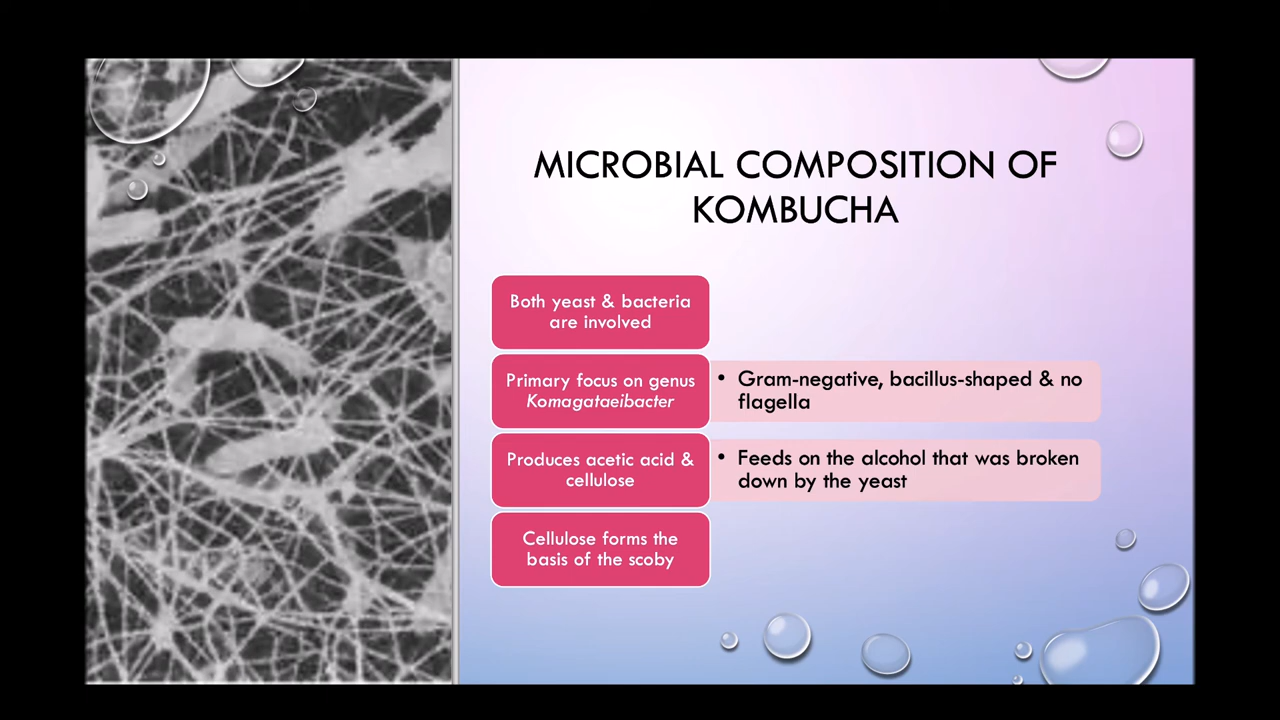 MICROBIAL COMPOSITION OF
KOMBUCHA
Both yeast & bacteria
are involved
Primary focus on genus
Komagataeibacter
• Gram-negative, bacillus-shaped & no
flagella
Produces acetic acid &
cellulose
• Feeds on the alcohol that was broken
down by the yeast
Cellulose forms the
basis of the scoby